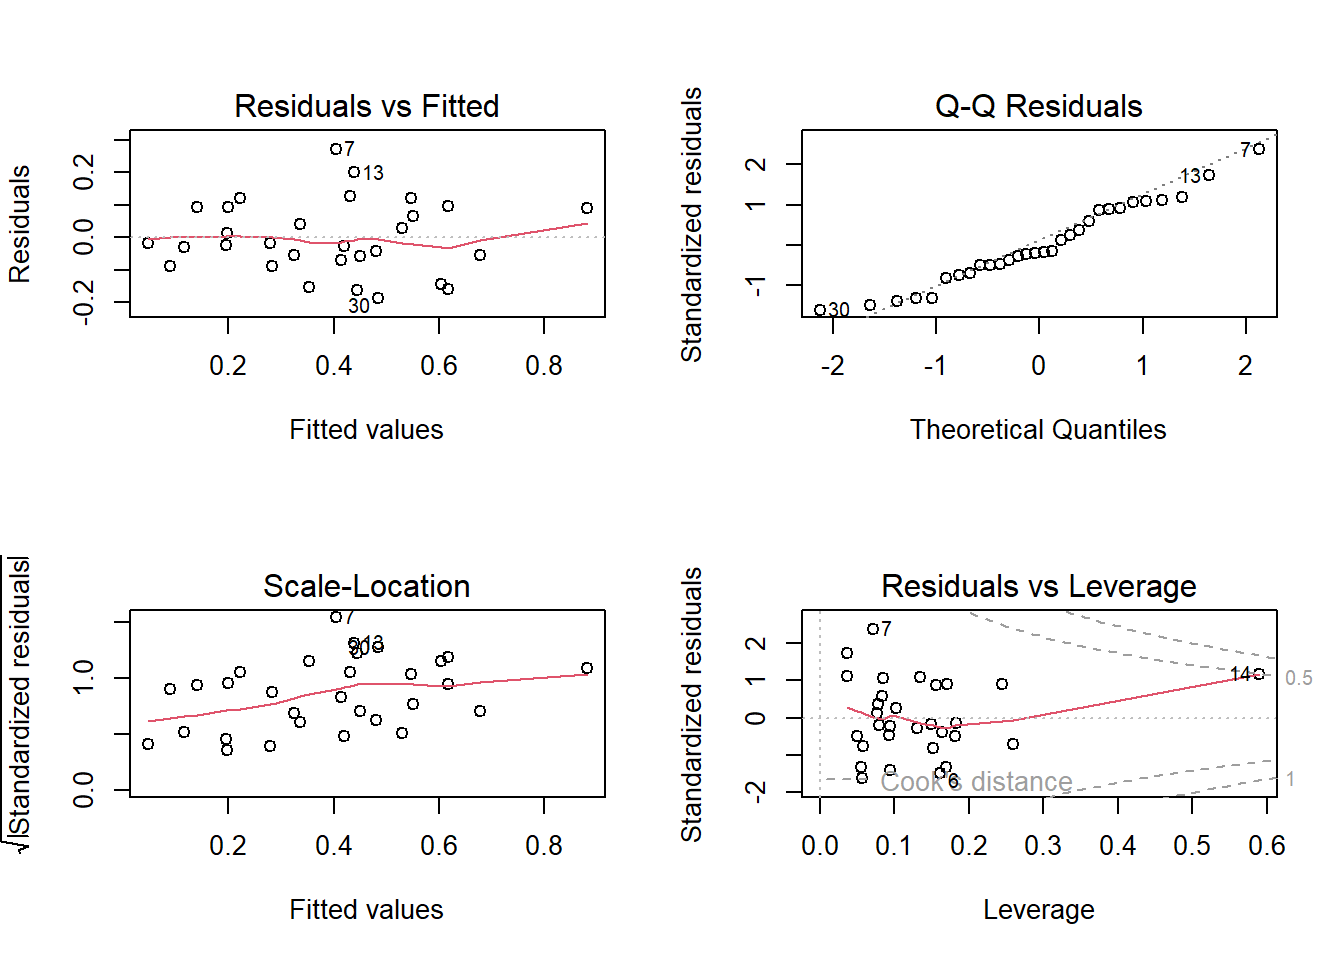 Residuals vs Fitted
Residuals
0.2
0.0
-0.2
7
13
30
0.2 0.4 0.6 0.8
Fitted values
Q-Q Residuals
Standardized residuals
2
1
-1
7
13
30
-2 -1 0 1 2
Theoretical Quantiles
Scale-Location
√|Standardized residuals|
1.0
0.0
7
13
30
0.2 0.4 0.6 0.8
Fitted values
Residuals vs Leverage
Standardized residuals
2
1
0
-2
7
14
6
Cook's distance
0.5
1
0.0 0.1 0.2 0.3 0.4 0.5 0.6
Leverage